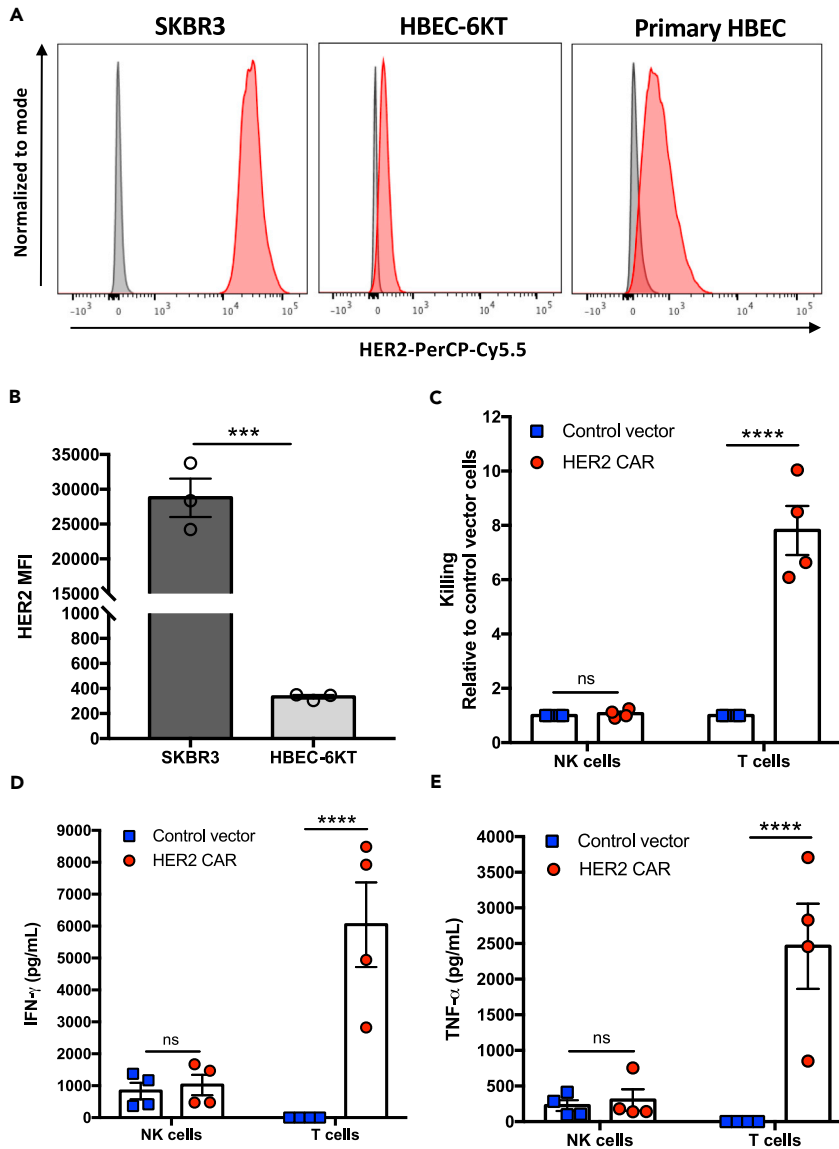 A
SKBR3
HBEC-6KT
Primary HBEC
Normalized to mode
-10³ 0 10³ 10⁴ 10⁵
-10³ 0 10³ 10⁴ 10⁵
-10³ 0 10³ 10⁴ 10⁵
HER2-PerCP-Cy5.5
B
***
HER2 MFI
35000
30000
25000
20000
15000
1000
800
600
400
200
0
SKBR3
HBEC-6KT
C
Control vector
HER2 CAR
****
ns
Killing
Relative to control vector cells
12
10
8
6
4
2
0
NK cells
T cells
D
Control vector
HER2 CAR
****
ns
IFN-γ (pg/mL)
9000
8000
7000
6000
5000
4000
3000
2000
1000
0
NK cells
T cells
E
Control vector
HER2 CAR
****
ns
TNF-α (pg/mL)
4000
3500
3000
2500
2000
1500
1000
500
0
NK cells
T cells